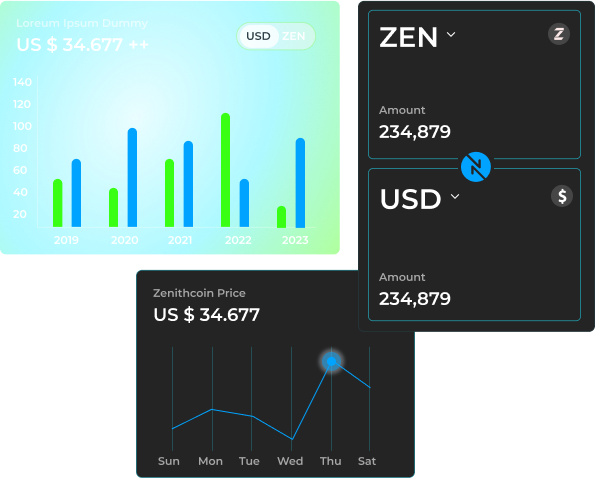 Loreum Ipsum Dummy
US $ 34.677 ++
USD ZEN
140
120
100
80
60
40
20
2019 2020 2021 2022 2023
ZEN
Z
Amount
234,879
USD
$
Amount
234,879
Zenithcoin Price
US $ 34.677
Sun Mon Tue Wed Thu Sat